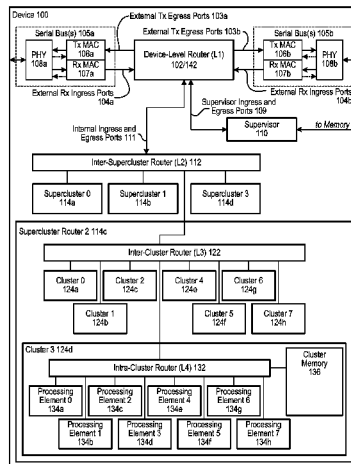 Device 100
Serial Bus(s) 105a
External Tx Egress Ports 103a
External Tx Egress Ports 103b
Serial Bus(s) 105b
PHY
108a
Tx MAC
106a
Rx MAC
107a
Device-Level Router (L1)
102/142
Tx MAC
106b
Rx MAC
107b
PHY
108b
External Rx Ingress Ports
104a
External Rx Ingress Ports
104b
Supervisor Ingress and
Egress Ports 109
Internal Ingress and
Egress Ports 111
Supervisor
110
to Memory
Inter-Supercluster Router (L2) 112
Supercluster 0
114a
Supercluster 1
114b
Supercluster 3
114d
Supercluster Router 2 114c
Inter-Cluster Router (L3) 122
Cluster 0
124a
Cluster 2
124c
Cluster 4
124e
Cluster 6
124g
Cluster 1
124b
Cluster 5
124f
Cluster 7
124h
Cluster 3 124d
Intra-Cluster Router (L4) 132
Cluster
Memory
136
Processing
Element 0
134a
Processing
Element 2
134c
Processing
Element 4
134e
Processing
Element 6
134g
Processing
Element 1
134b
Processing
Element 3
134d
Processing
Element 5
134f
Processing
Element 7
134h